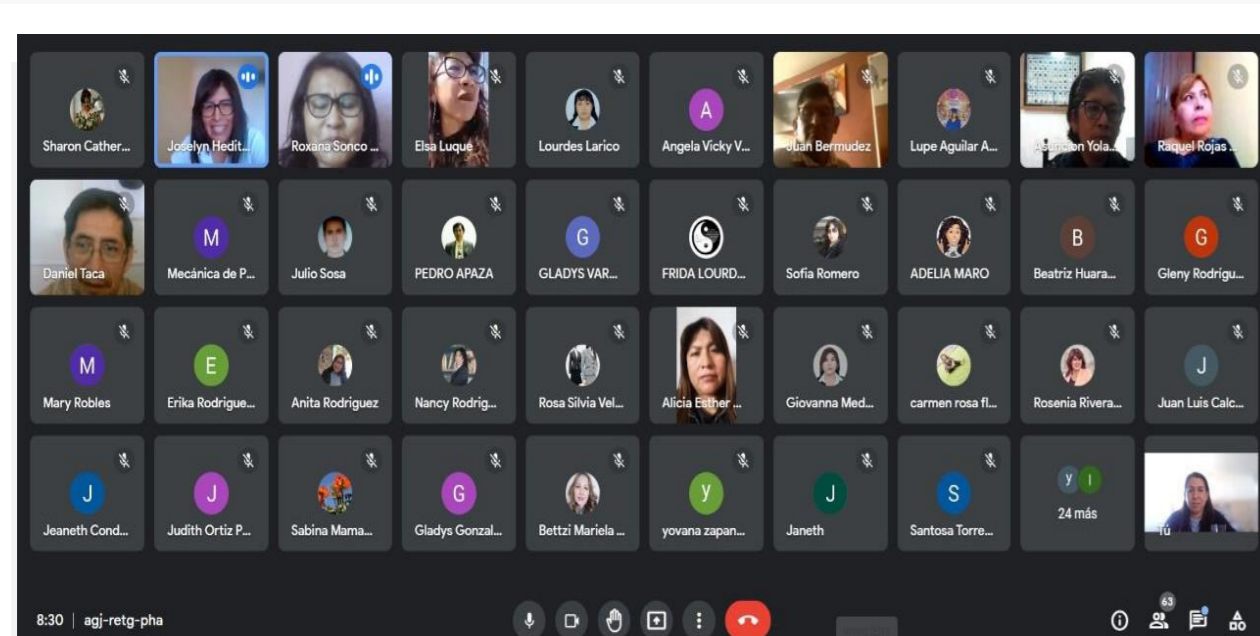 Sharon Cather...
Joselyn Hedit...
Roxana Sonco ...
Elsa Luque
Lourdes Larico
A
Angela Vicky V...
Juan Bermudez
Lupe Aguilar A...
Asuncion Yola...
Raquel Rojas ...
Daniel Taca
M
Mecánica de P...
Julio Sosa
PEDRO APAZA
G
GLADYS VAR...
FRIDA LOURD...
Sofia Romero
ADELIA MARO
B
Beatriz Huara...
G
Gleny Rodrígu...
M
Mary Robles
E
Erika Rodrigue...
Anita Rodriguez
Nancy Rodrig...
Rosa Silvia Vel...
Alicia Esther ...
Giovanna Med...
carmen rosa fl...
Rosenia Rivera...
J
Juan Luis Calc...
J
Jeaneth Cond...
J
Judith Ortiz P...
Sabina Mama...
G
Gladys Gonzal...
Bettzi Mariela ...
y
yovana zapan...
J
Janeth
S
Santosa Torre...
y I
24 más
Tú
8:30 | agj-retg-pha
63